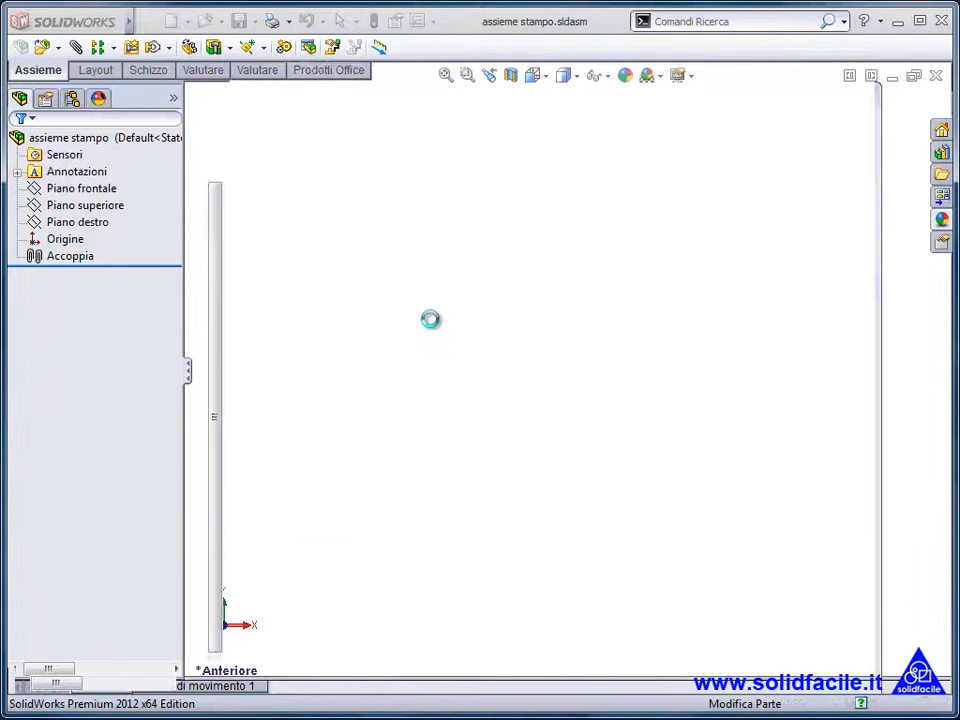 SOLIDWORKS
assieme stampo.sldasm
Comandi Ricerca
Assieme Layout Schizzo Valutare Valutare Prodotti Office
assieme stampo (Default<Stat
Sensori
Annotazioni
Piano frontale
Piano superiore
Piano destro
Origine
Accoppia
X
*Anteriore
di movimento 1
www.solidfacile.it
solidfacile
SolidWorks Premium 2012 x64 Edition
Modifica Parte